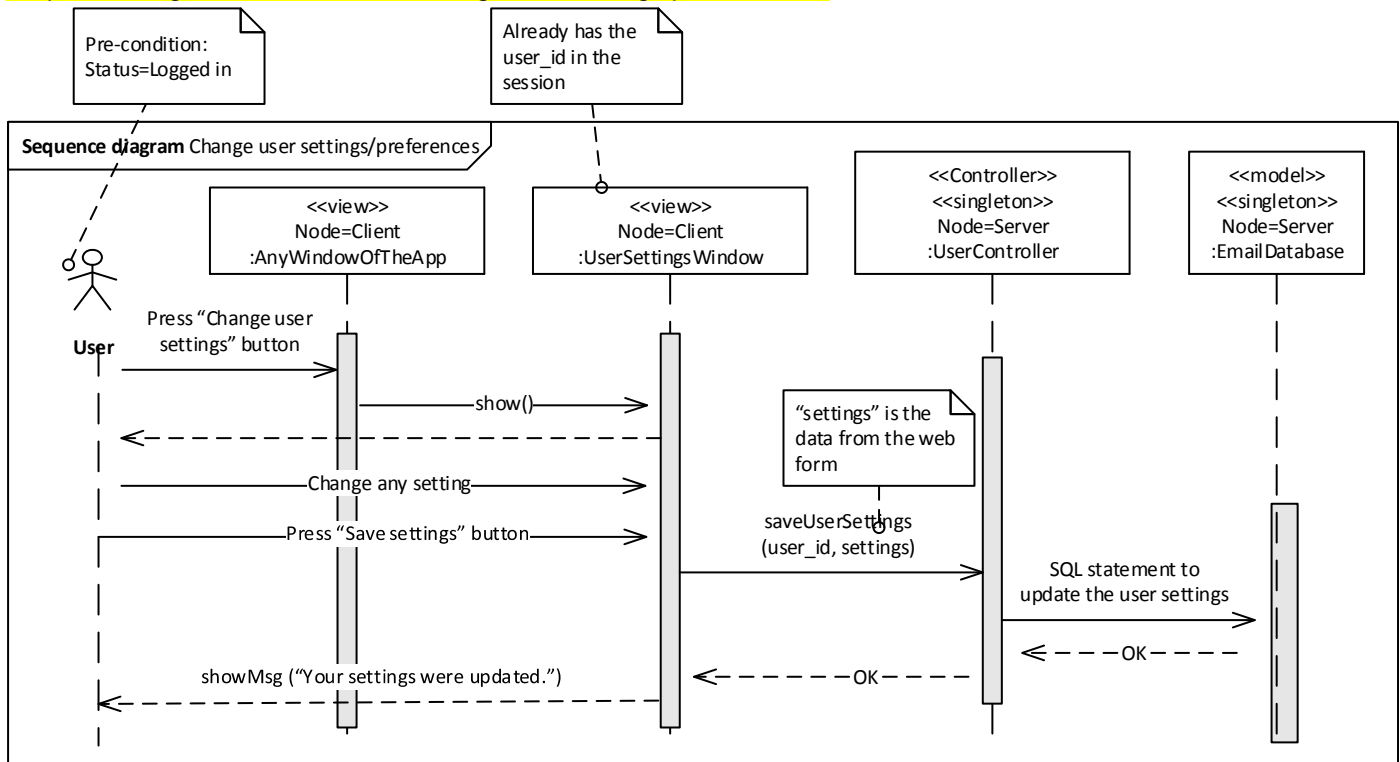 Pre-condition:
Status=Logged in
Already has the
user_id in the
session
Sequence diagram Change user settings/preferences
<<view>>
Node=Client
:AnyWindowOfTheApp
<<view>>
Node=Client
:UserSettingsWindow
<<Controller>>
<<singleton>>
Node=Server
:UserController
<<model>>
<<singleton>>
Node=Server
:EmailDatabase
User
Press “Change user
settings” button
show()
“settings” is the
data from the web
form
Change any setting
Press “Save settings” button
saveUserSettings
(user_id, settings)
SQL statement to
update the user settings
OK
OK
showMsg (“Your settings were updated.”)